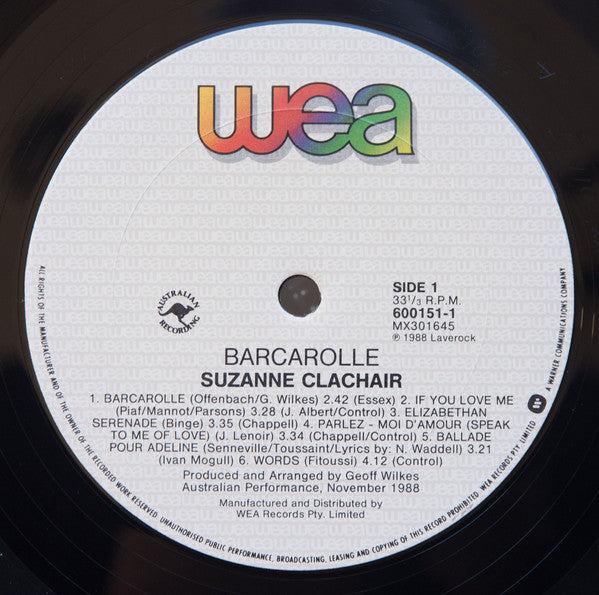 wea
AUSTRALIAN
RECORDING
SIDE 1
33⅓ R.P.M.
600151-1
MX301645
℗ 1988 Laverock
BARCAROLLE
SUZANNE CLACHAIR
1. BARCAROLLE (Offenbach/G. Wilkes) 2.42 (Essex) 2. IF YOU LOVE ME
(Piaf/Mannot/Parsons) 3.28 (J. Albert/Control) 3. ELIZABETHAN
SERENADE (Binge) 3.35 (Chappell) 4. PARLEZ - MOI D'AMOUR (SPEAK
TO ME OF LOVE) (J. Lenoir) 3.34 (Chappell/Control) 5. BALLADE
POUR ADELINE (Senneville/Toussaint/Lyrics by: N. Waddell) 3.21
(Ivan Mogull) 6. WORDS (Fitoussi) 4.12 (Control)
Produced and Arranged by Geoff Wilkes
Australian Performance, November 1988
Manufactured and Distributed by
WEA Records Pty. Limited
ALL RIGHTS OF THE MANUFACTURER AND OF THE OWNER OF THE RECORDED WORK RESERVED. UNAUTHORISED PUBLIC PERFORMANCE, BROADCASTING, LEASING AND COPYING OF THIS RECORD PROHIBITED. WEA RECORDS PTY. LIMITED
A WARNER COMMUNICATIONS COMPANY